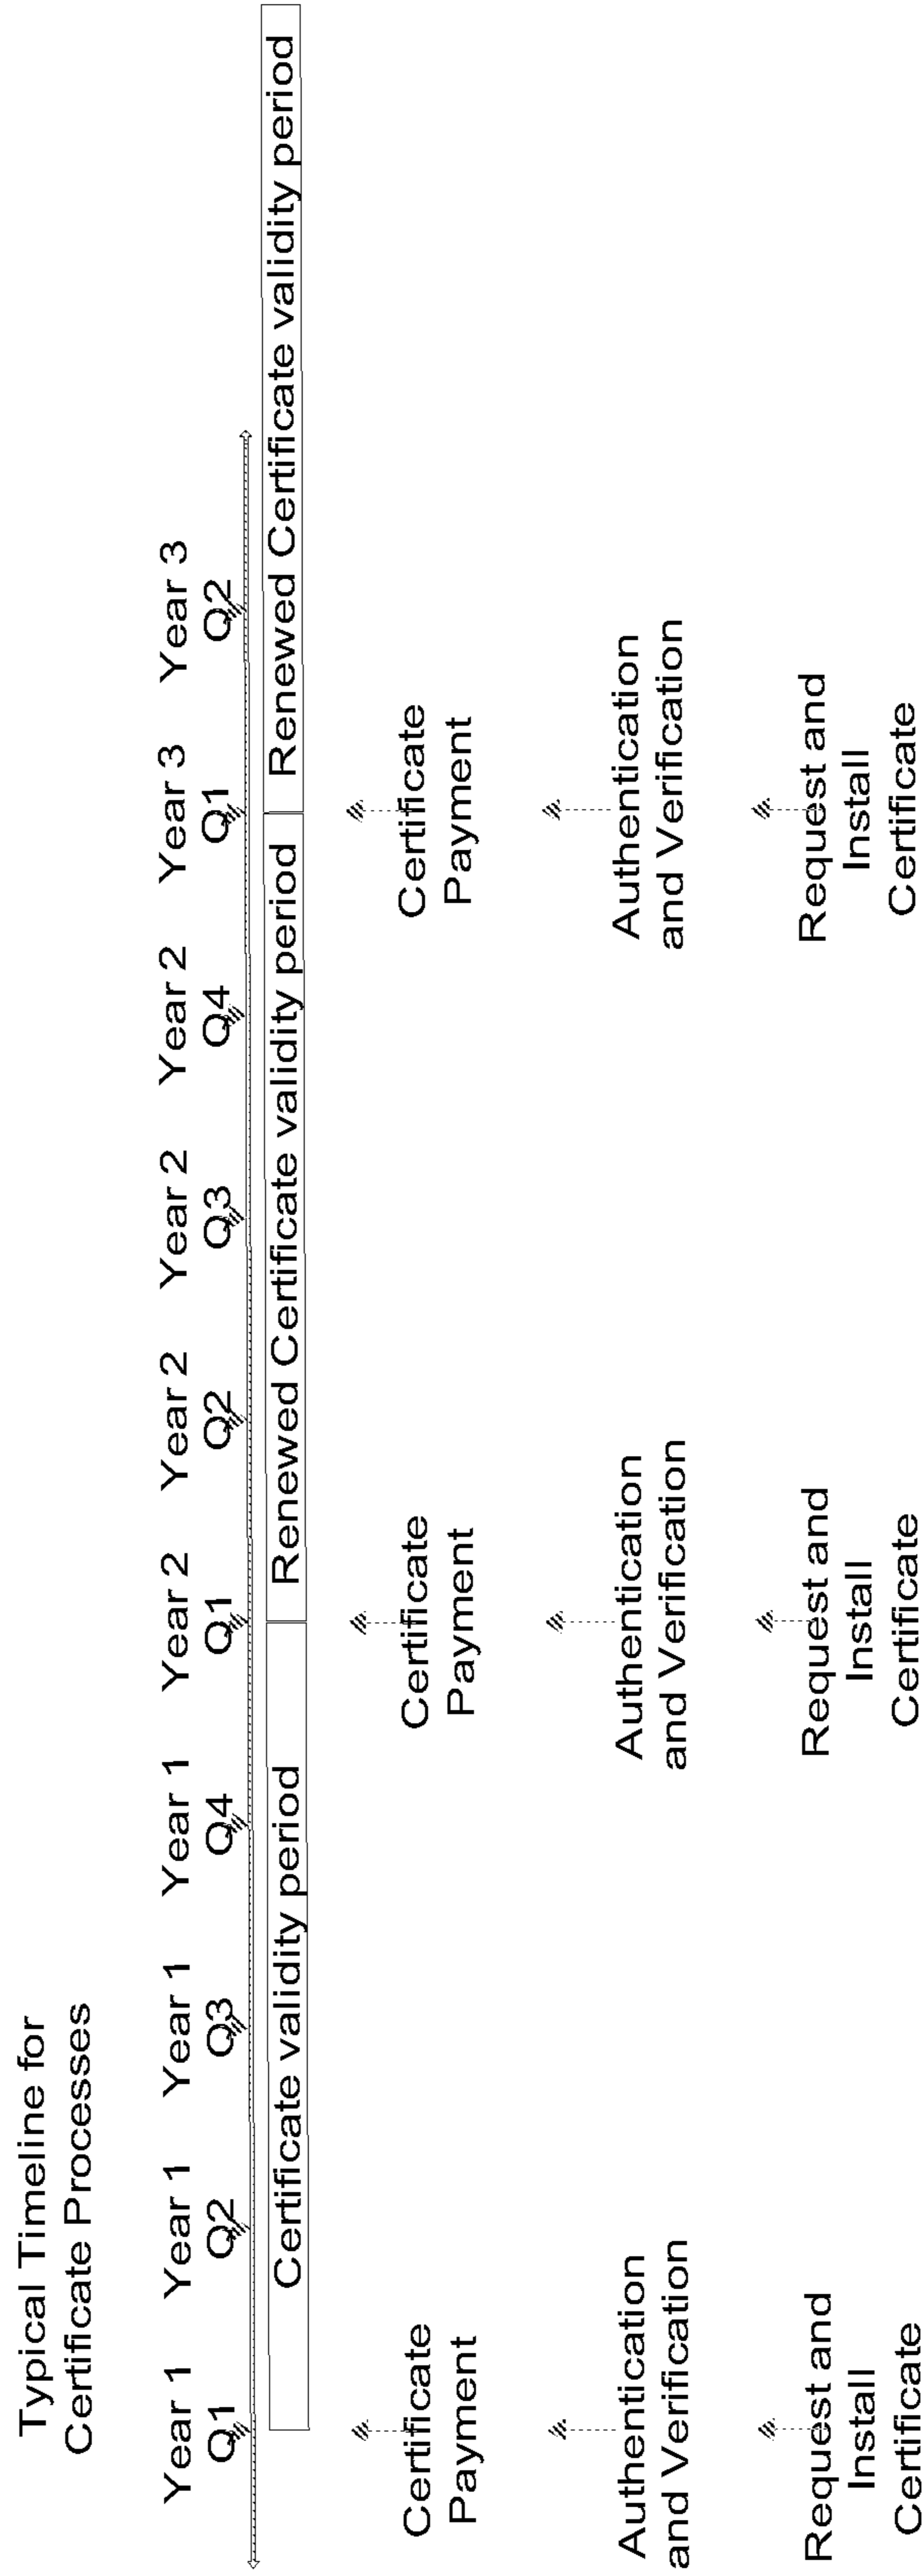 Typical Timeline for
Certificate Processes
Year 1
Q1
Year 1
Q2
Year 1
Q3
Year 1
Q4
Year 2
Q1
Year 2
Q2
Year 2
Q3
Year 2
Q4
Year 3
Q1
Year 3
Q2
Certificate validity period
Renewed Certificate validity period
Renewed Certificate validity period
Certificate
Payment
Certificate
Payment
Certificate
Payment
Authentication
and Verification
Authentication
and Verification
Authentication
and Verification
Request and
Install
Certificate
Request and
Install
Certificate
Request and
Install
Certificate